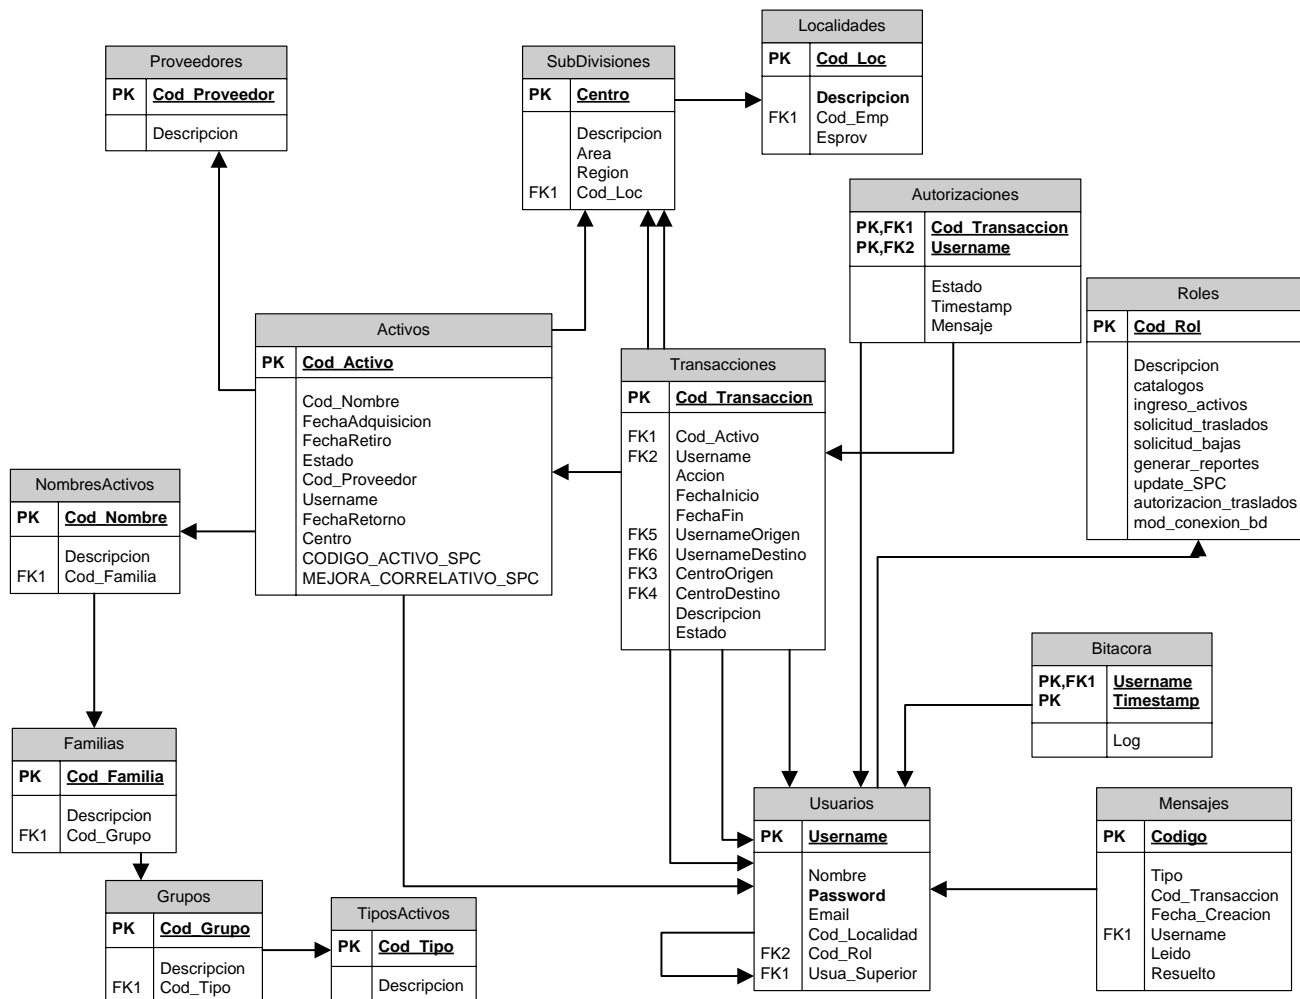 Localidades
PK Cod_Loc
Descripcion
FK1 Cod_Emp
Esprov
Proveedores
PK Cod_Proveedor
Descripcion
SubDivisiones
PK Centro
Descripcion
Area
Region
FK1 Cod_Loc
Autorizaciones
PK,FK1 Cod_Transaccion
PK,FK2 Username
Estado
Timestamp
Mensaje
Roles
PK Cod_Rol
Descripcion
catalogos
ingreso_activos
solicitud_traslados
solicitud_bajas
generar_reportes
update_SPC
autorizacion_traslados
mod_conexion_bd
Activos
PK Cod_Activo
Cod_Nombre
FechaAdquisicion
FechaRetiro
Estado
Cod_Proveedor
Username
FechaRetorno
Centro
CODIGO_ACTIVO_SPC
MEJORA_CORRELATIVO_SPC
Transacciones
PK Cod_Transaccion
FK1 Cod_Activo
FK2 Username
Accion
FechaInicio
FechaFin
FK5 UsernameOrigen
FK6 UsernameDestino
FK3 CentroOrigen
FK4 CentroDestino
Descripcion
Estado
NombresActivos
PK Cod_Nombre
Descripcion
FK1 Cod_Familia
Bitacora
PK,FK1 Username
PK Timestamp
Log
Familias
PK Cod_Familia
Descripcion
FK1 Cod_Grupo
Usuarios
PK Username
Nombre
Password
Email
Cod_Localidad
FK2 Cod_Rol
FK1 Usua_Superior
Mensajes
PK Codigo
Tipo
Cod_Transaccion
Fecha_Creacion
FK1 Username
Leido
Resuelto
Grupos
PK Cod_Grupo
Descripcion
FK1 Cod_Tipo
TiposActivos
PK Cod_Tipo
Descripcion